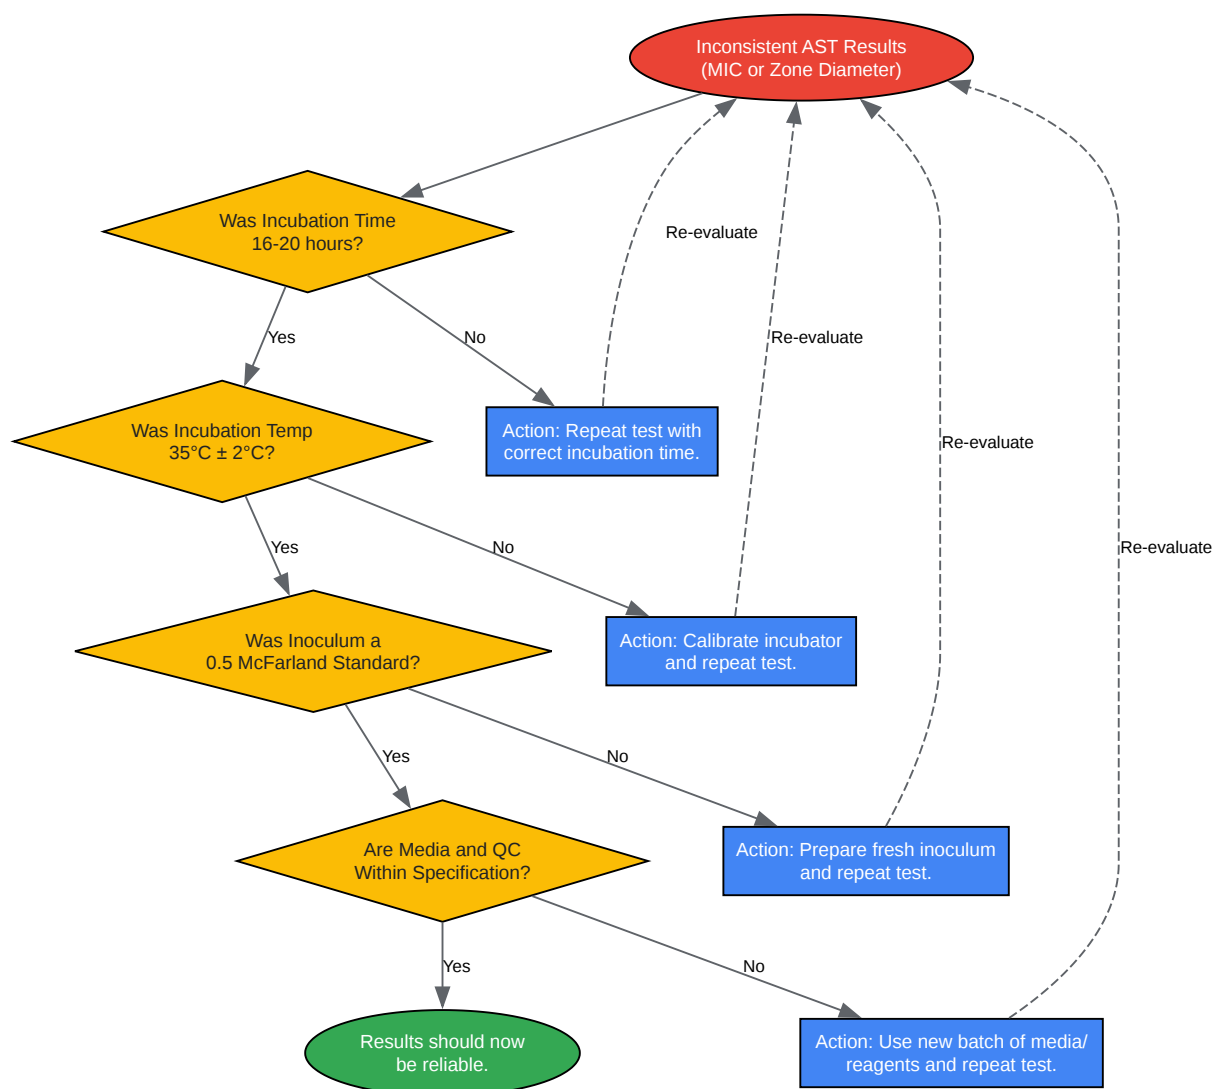 Inconsistent AST Results
(MIC or Zone Diameter)
Was Incubation Time
16-20 hours?
Re-evaluate
Yes
No
Re-evaluate
Was Incubation Temp
35°C ± 2°C?
Action: Repeat test with
correct incubation time.
Re-evaluate
Yes
No
Re-evaluate
Was Inoculum a
0.5 McFarland Standard?
Action: Calibrate incubator
and repeat test.
Yes
No
Are Media and QC
Within Specification?
Action: Prepare fresh inoculum
and repeat test.
Yes
No
Results should now
be reliable.
Action: Use new batch of media/
reagents and repeat test.